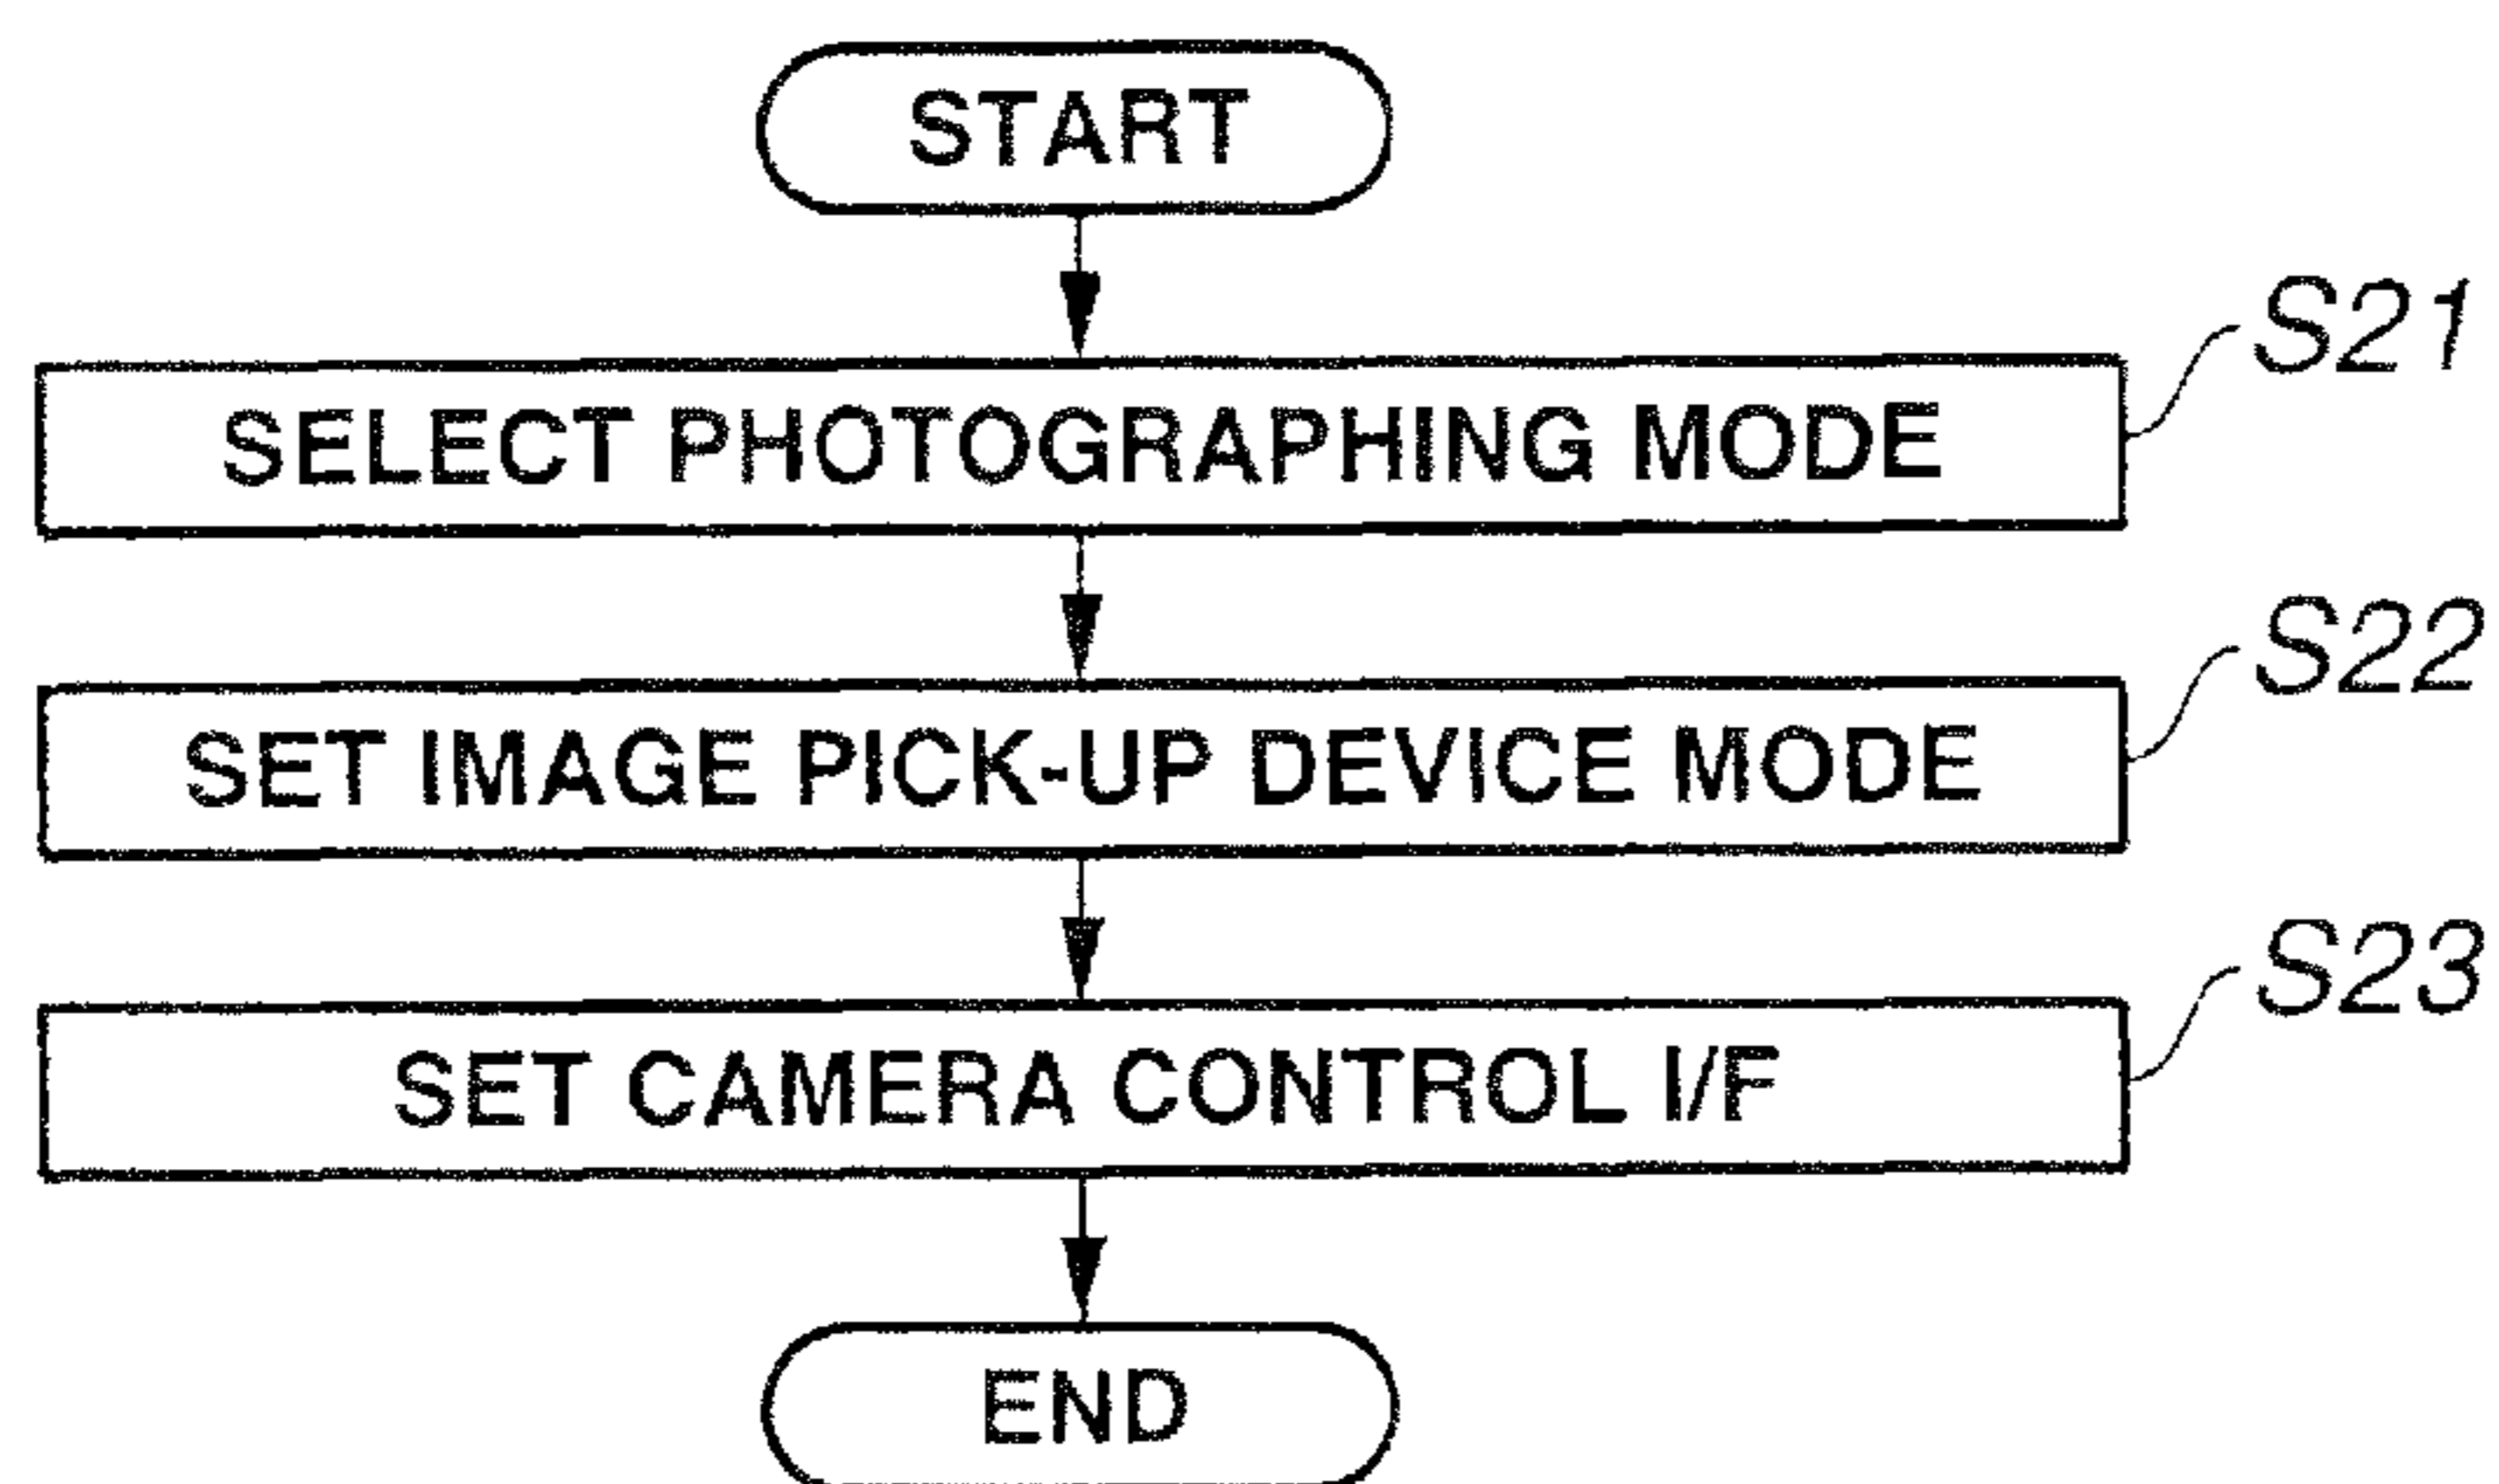 START
S21
SELECT PHOTOGRAPHING MODE
S22
SET IMAGE PICK-UP DEVICE MODE
S23
SET CAMERA CONTROL I/F
END